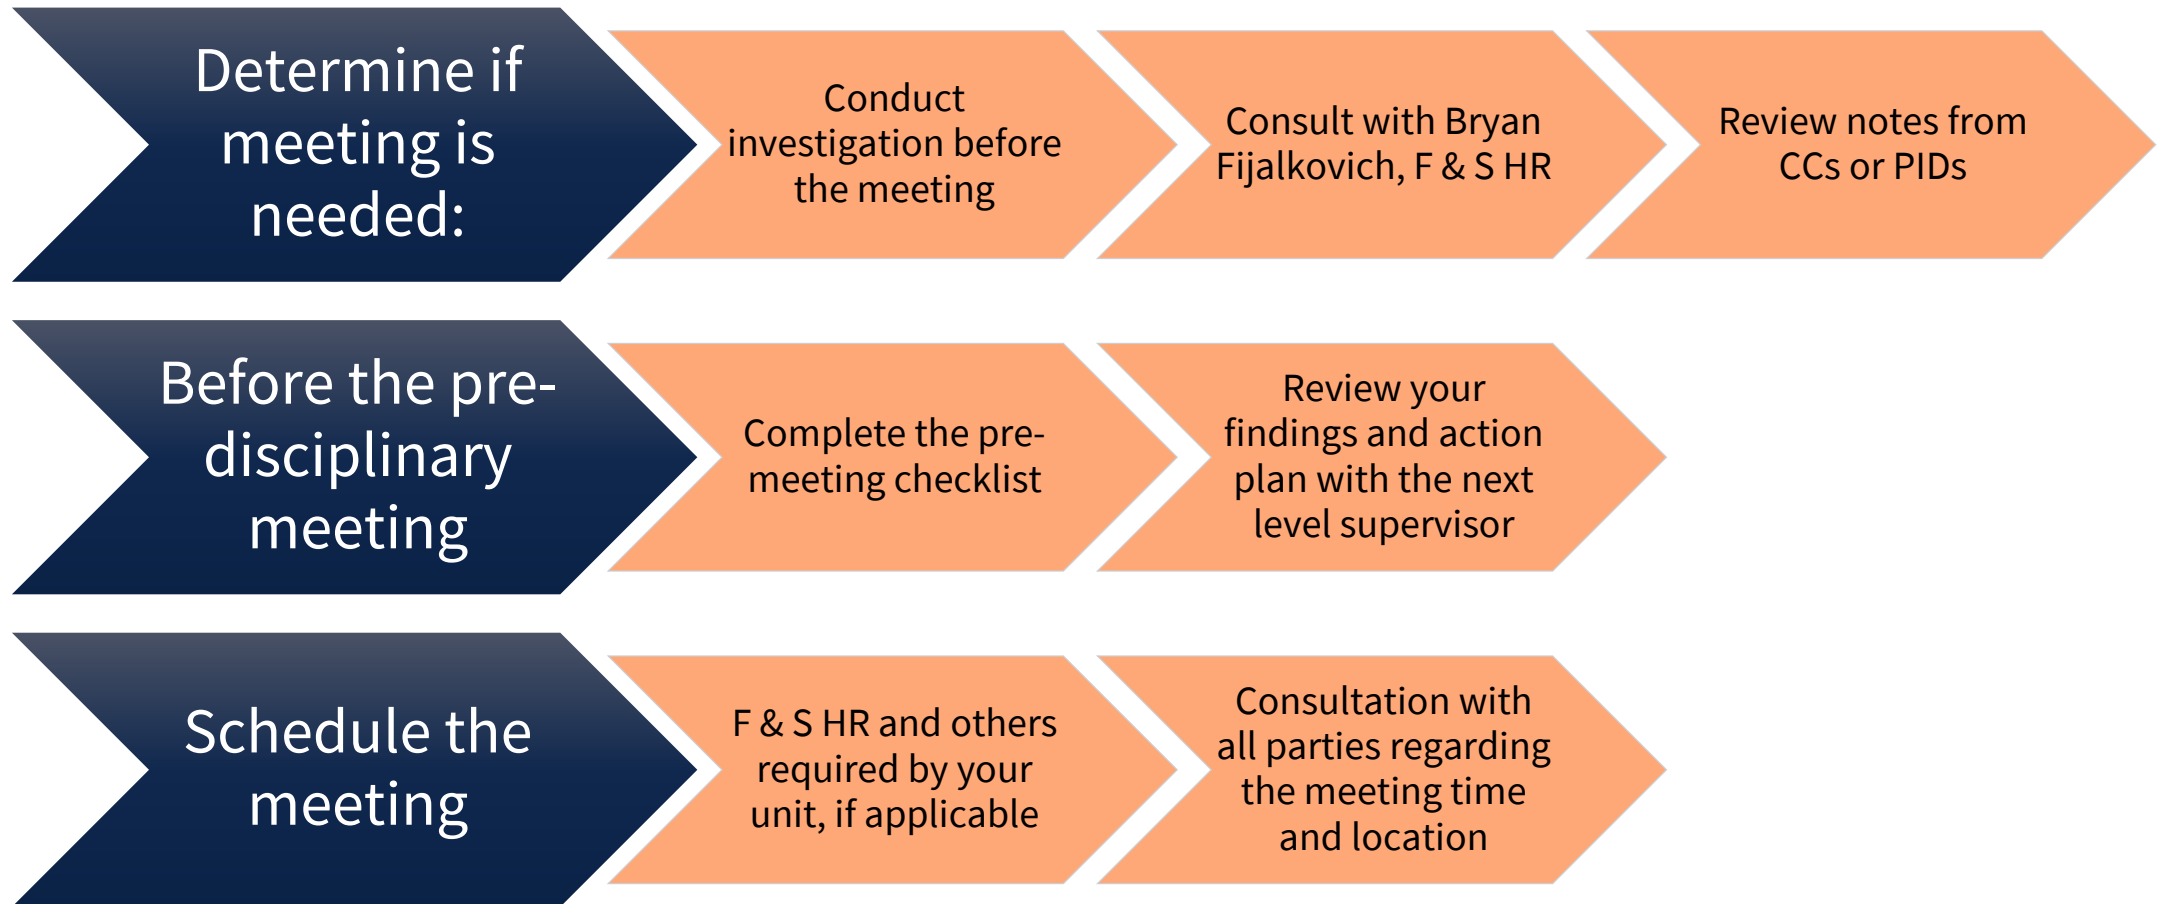 Determine if
meeting is
needed:
Conduct
investigation before
the meeting
Consult with Bryan
Fijalkovich, F & S HR
Review notes from
CCs or PIDs
Before the pre-
disciplinary
meeting
Complete the pre-
meeting checklist
Review your
findings and action
plan with the next
level supervisor
Schedule the
meeting
F & S HR and others
required by your
unit, if applicable
Consultation with
all parties regarding
the meeting time
and location